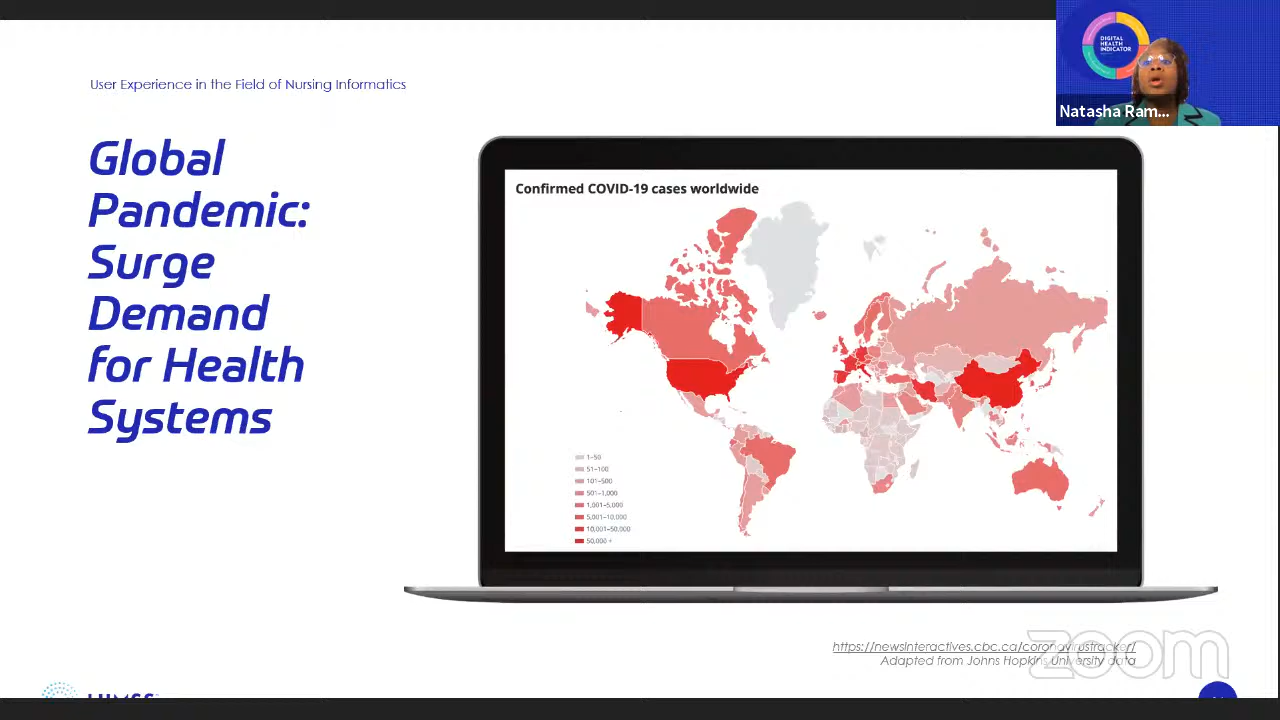 User Experience in the Field of Nursing Informatics
DIGITAL
HEALTH
INDICATOR
Natasha Ram...
Global
Pandemic:
Surge
Demand
for Health
Systems
Confirmed COVID-19 cases worldwide
1–50
51–100
101–500
501–1,000
1,001–5,000
5,001–10,000
10,001–50,000
50,000 +
https://newsinteractives.cbc.ca/coronavirustracker/
Adapted from Johns Hopkins University data
zoom
HIMSS